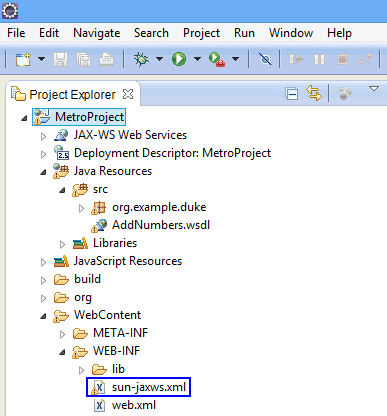 File Edit Navigate Search Project Run Window Help
Project Explorer
MetroProject
JAX-WS Web Services
2.5 Deployment Descriptor: MetroProject
Java Resources
src
org.example.duke
AddNumbers.wsdl
Libraries
JavaScript Resources
build
org
WebContent
META-INF
WEB-INF
lib
sun-jaxws.xml
web.xml